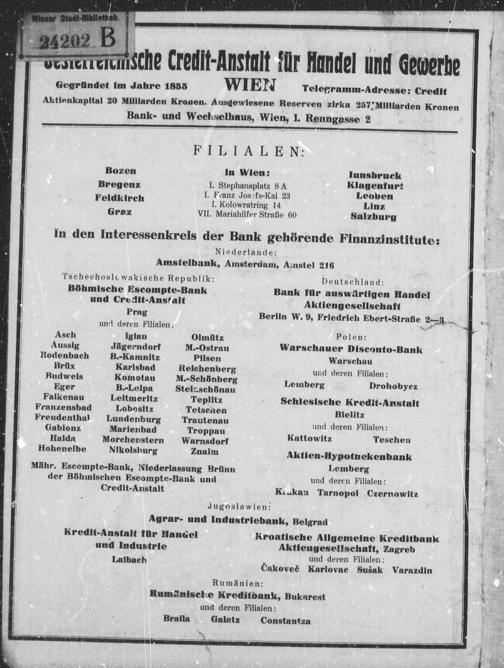 Wiener Stadt-Bibliothek.
24202 B
Oesterreichische Credit-Anstalt für Handel und Gewerbe
Gegründet im Jahre 1855
WIEN
Telegramm-Adresse: Credit
Aktienkapital 20 Milliarden Kronen. Ausgewiesene Reserven zirka 257 Milliarden Kronen
Bank- und Wechselhaus, Wien, I. Renngasse 2
FILIALEN:
Bozen
Bregenz
Feldkirch
Graz
In Wien:
I. Stephansplatz 8 A
I. Franz Josefs-Kai 23
I. Kolowratring 14
VII. Mariahilfer Straße 60
Innsbruck
Klagenfurt
Leoben
Linz
Salzburg
In den Interessenkreis der Bank gehörende Finanzinstitute:
Niederlande:
Amstelbank, Amsterdam, Amstel 216
Tschechoslowakische Republik:
Böhmische Escompte-Bank
und Credit-Anstalt
Prag
und deren Filialen:
Asch
Aussig
Bodenbach
Brüx
Budweis
Eger
Falkenau
Franzensbad
Freudenthal
Gablonz
Haida
Hohenelbe
Iglau
Jägerndorf
B.-Kamnitz
Karlsbad
Komotau
B.-Leipa
Leitmeritz
Lobositz
Lundenburg
Marienbad
Morchenstern
Nikolsburg
Olmütz
M.-Ostrau
Pilsen
Reichenberg
M.-Schönberg
Steinschönau
Teplitz
Tetschen
Trautenau
Troppau
Warnsdorf
Znaim
Mähr. Escompte-Bank, Niederlassung Brünn
der Böhmischen Escompte-Bank und
Credit-Anstalt
Deutschland:
Bank für auswärtigen Handel
Aktiengesellschaft
Berlin W. 9, Friedrich Ebert-Straße 2—3
Polen:
Warschauer Disconto-Bank
Warschau
und deren Filialen:
Lemberg Drohobycz
Schlesische Kredit-Anstalt
Bielitz
und deren Filialen:
Kattowitz Teschen
Aktien-Hypothekenbank
Lemberg
und deren Filialen:
Krakau Tarnopol Czernowitz
Jugoslawien:
Agrar- und Industriebank, Belgrad
Kredit-Anstalt für Handel
und Industrie
Laibach
Kroatische Allgemeine Kreditbank
Aktiengesellschaft, Zagreb
und deren Filialen:
Čakoveč Karlovac Sušak Varazdin
Rumänien:
Rumänische Kreditbank, Bukarest
und deren Filialen:
Braila Galatz Constantza